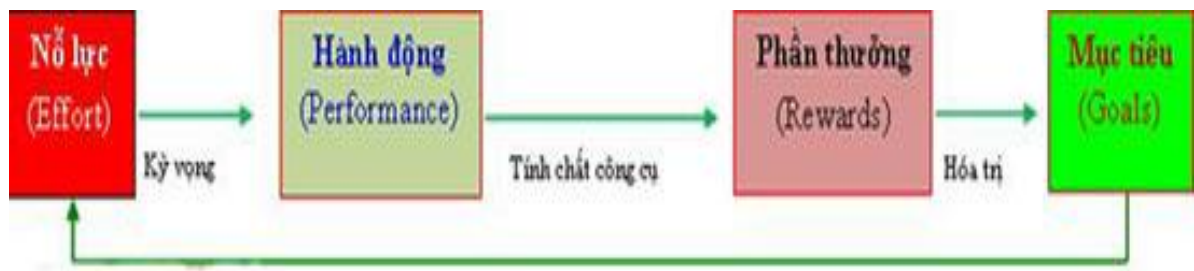 Nỗ lực
(Effort)
Kỳ vọng
Hành động
(Performance)
Tính chất công cụ
Phần thưởng
(Rewards)
Hóa trị
Mục tiêu
(Goals)